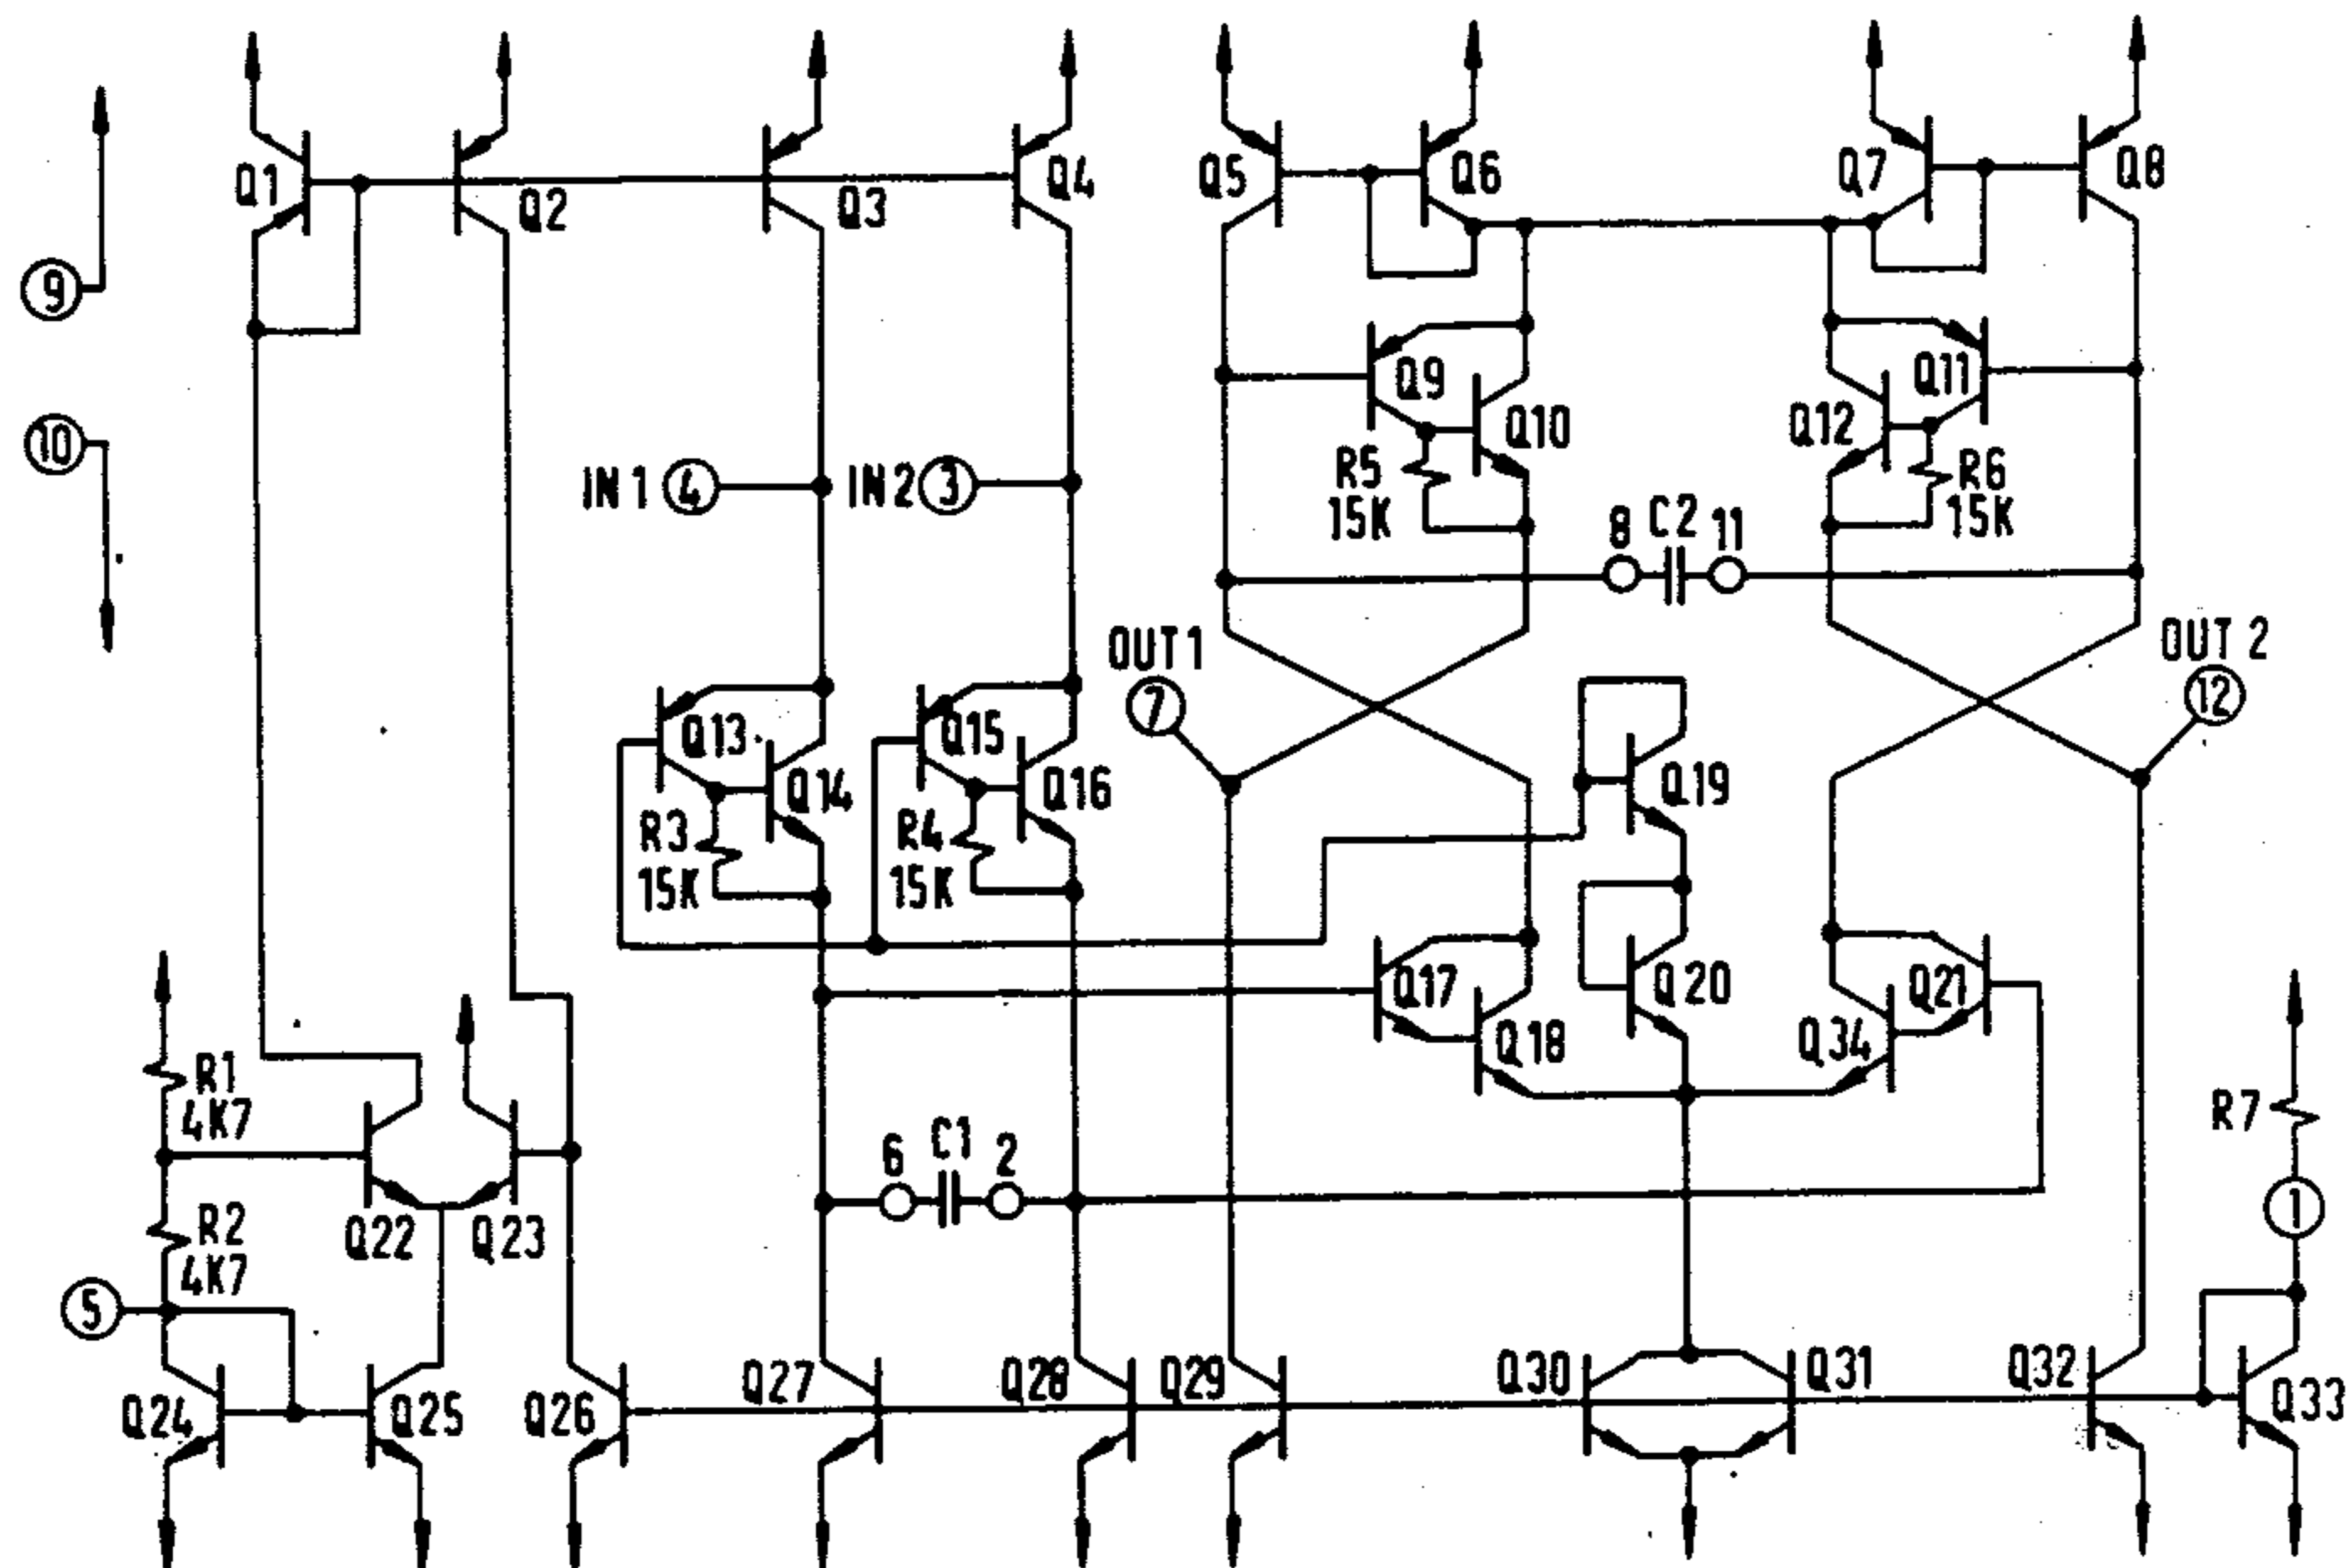 Q1
Q2
Q3
Q4
Q5
Q6
Q7
Q8
9
10
Q9
Q10
Q11
Q12
IN 1 4
IN 2 3
R5
15K
R6
15K
8 C2 11
OUT 1
7
OUT 2
12
Q13
Q14
Q15
Q16
R3
15K
R4
15K
Q19
Q17
Q18
Q20
Q21
Q34
R1
4K7
R2
4K7
Q22
Q23
6 C1 2
R7
1
5
Q24
Q25
Q26
Q27
Q28
Q29
Q30
Q31
Q32
Q33